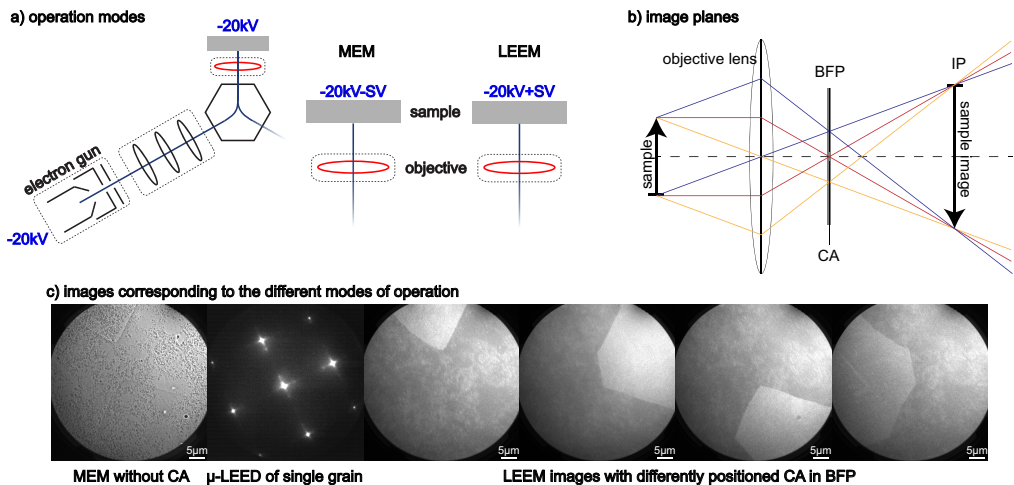 a) operation modes
-20kV
electron gun
-20kV
MEM
LEEM
-20kV-SV
-20kV+SV
sample
objective
b) image planes
objective lens
BFP
IP
sample
sample image
CA
c) images corresponding to the different modes of operation
5µm
5µm
5µm
5µm
5µm
MEM without CA
µ-LEED of single grain
LEEM images with differently positioned CA in BFP